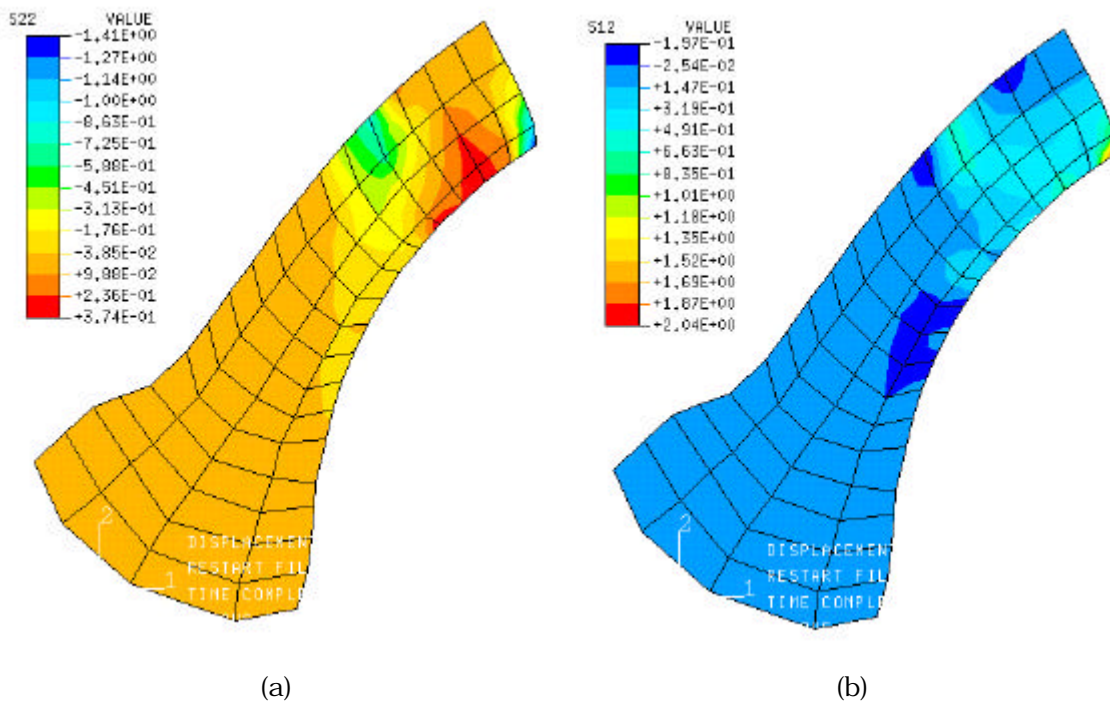 S22 VALUE
-1.41E+00
-1.27E+00
-1.14E+00
-1.00E+00
-8.63E-01
-7.25E-01
-5.88E-01
-4.51E-01
-3.13E-01
-1.76E-01
-3.85E-02
+9.88E-02
+2.36E-01
+3.74E-01
2
1
DISPLACEMEN
RESTART FIL
TIME COMPLE
(a)
S12 VALUE
-1.97E-01
-2.54E-02
+1.47E-01
+3.19E-01
+4.91E-01
+6.63E-01
+8.35E-01
+1.01E+00
+1.18E+00
+1.35E+00
+1.52E+00
+1.69E+00
+1.87E+00
+2.04E+00
2
1
DISPLACEMEN
RESTART FIL
TIME COMPLE
(b)